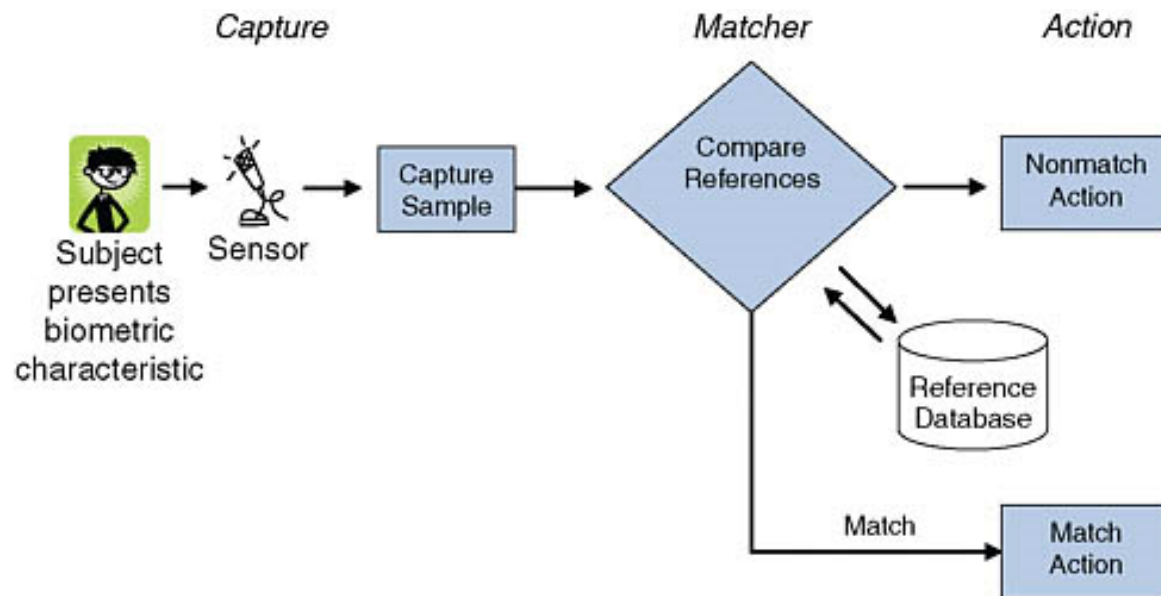 Capture
Matcher
Action
Subject
presents
biometric
characteristic
Sensor
Capture
Sample
Compare
References
Nonmatch
Action
Reference
Database
Match
Match
Action